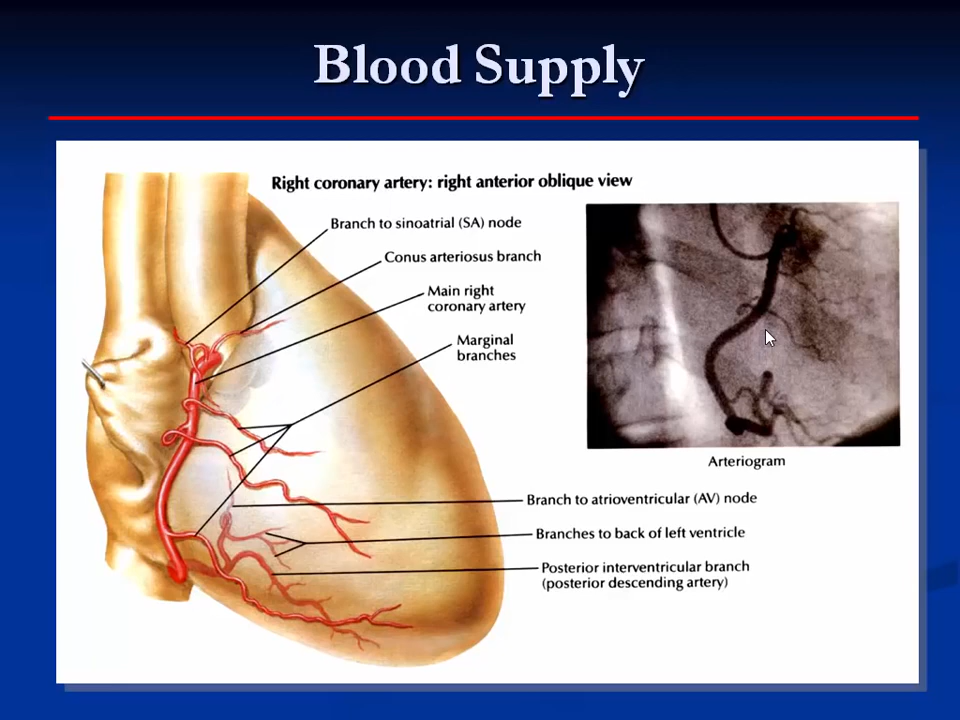 Blood Supply
Right coronary artery: right anterior oblique view
Branch to sinoatrial (SA) node
Conus arteriosus branch
Main right
coronary artery
Marginal
branches
Arteriogram
Branch to atrioventricular (AV) node
Branches to back of left ventricle
Posterior interventricular branch
(posterior descending artery)